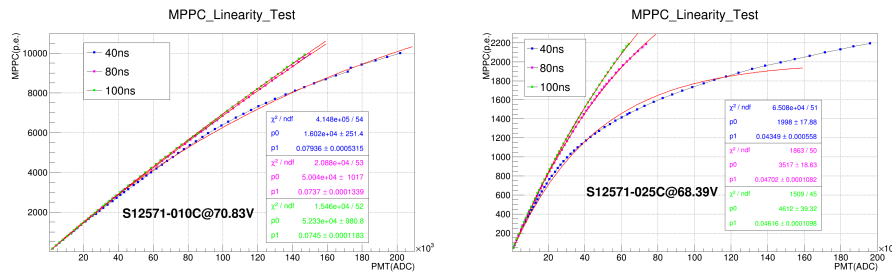 MPPC_Linearity_Test
MPPC(p.e.)
10000
8000
6000
4000
2000
40ns
80ns
100ns
χ² / ndf 4.148e+05 / 54
p0 1.602e+04 ± 251.4
p1 0.07936 ± 0.0005315
χ² / ndf 2.088e+04 / 53
p0 5.004e+04 ± 1017
p1 0.0737 ± 0.0001339
χ² / ndf 1.546e+04 / 52
p0 5.233e+04 ± 980.8
p1 0.0745 ± 0.0001183
S12571-010C@70.83V
20 40 60 80 100 120 140 160 180 200
×10³
PMT(ADC)
MPPC_Linearity_Test
MPPC(p.e.)
2200
2000
1800
1600
1400
1200
1000
800
600
400
200
40ns
80ns
100ns
χ² / ndf 6.508e+04 / 51
p0 1998 ± 17.88
p1 0.04349 ± 0.000558
χ² / ndf 1863 / 50
p0 3517 ± 18.63
p1 0.04702 ± 0.0001082
χ² / ndf 1509 / 45
p0 4612 ± 39.32
p1 0.04616 ± 0.0001098
S12571-025C@68.39V
20 40 60 80 100 120 140 160 180 200
×10
PMT(ADC)